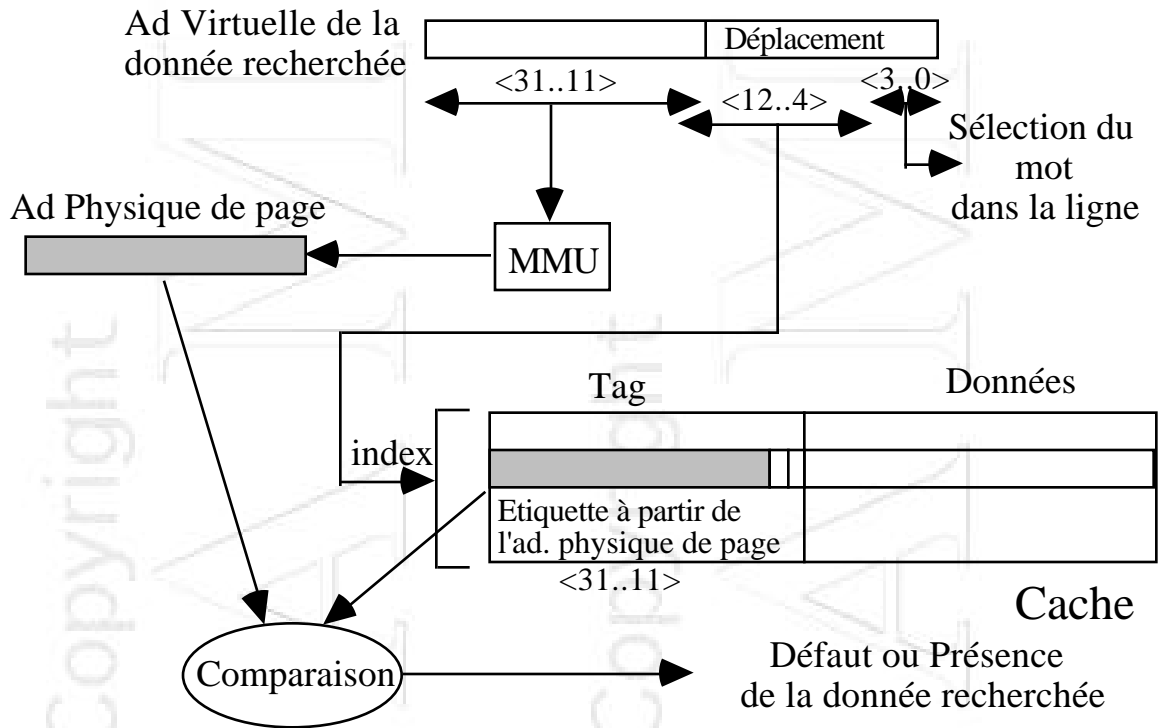 Ad Virtuelle de la
donnée recherchée
Déplacement
<31..11>
<12..4>
<3..0>
Sélection du
mot
dans la ligne
Ad Physique de page
MMU
Tag
Données
index
Etiquette à partir de
l'ad. physique de page
<31..11>
Cache
Comparaison
Défaut ou Présence
de la donnée recherchée
Copyright
Copyright